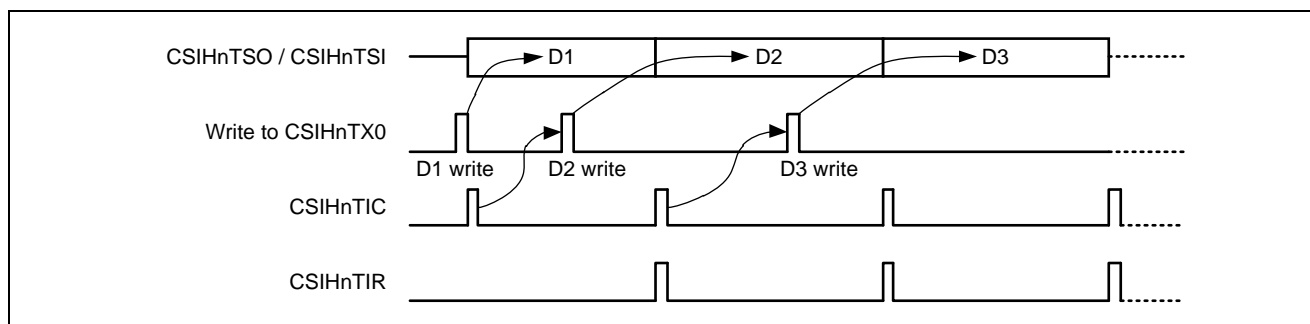 CSIHnTSO / CSIHnTSI
D1
D2
D3
Write to CSIHnTX0
D1 write
D2 write
D3 write
CSIHnTIC
CSIHnTIR